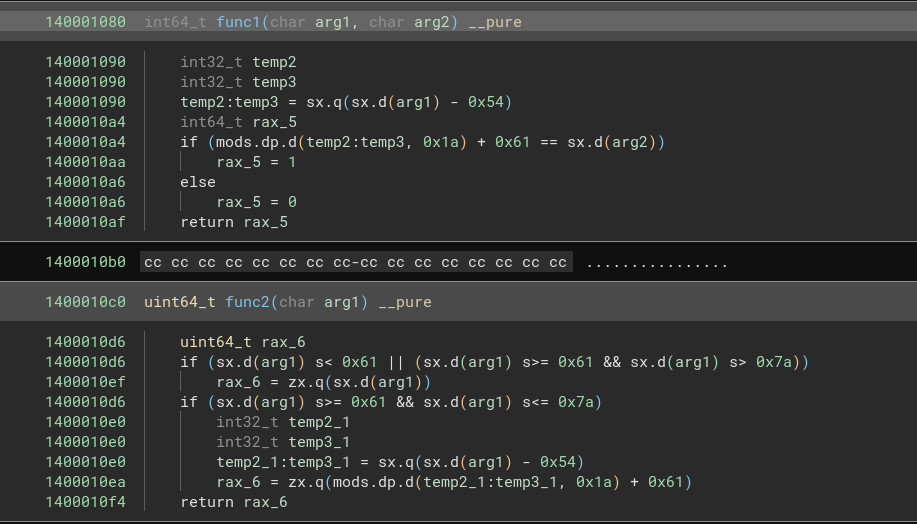 140001080 int64_t func1(char arg1, char arg2) __pure
140001090 int32_t temp2
140001090 int32_t temp3
140001090 temp2:temp3 = sx.q(sx.d(arg1) - 0x54)
1400010a4 int64_t rax_5
1400010a4 if (mods.dp.d(temp2:temp3, 0x1a) + 0x61 == sx.d(arg2))
1400010aa rax_5 = 1
1400010a6 else
1400010a6 rax_5 = 0
1400010af return rax_5
1400010b0 cc cc cc cc cc cc cc cc-cc cc cc cc cc cc cc cc ................
1400010c0 uint64_t func2(char arg1) __pure
1400010d6 uint64_t rax_6
1400010d6 if (sx.d(arg1) s< 0x61 || (sx.d(arg1) s>= 0x61 && sx.d(arg1) s> 0x7a))
1400010ef rax_6 = zx.q(sx.d(arg1))
1400010d6 if (sx.d(arg1) s>= 0x61 && sx.d(arg1) s<= 0x7a)
1400010e0 int32_t temp2_1
1400010e0 int32_t temp3_1
1400010e0 temp2_1:temp3_1 = sx.q(sx.d(arg1) - 0x54)
1400010ea rax_6 = zx.q(mods.dp.d(temp2_1:temp3_1, 0x1a) + 0x61)
1400010f4 return rax_6